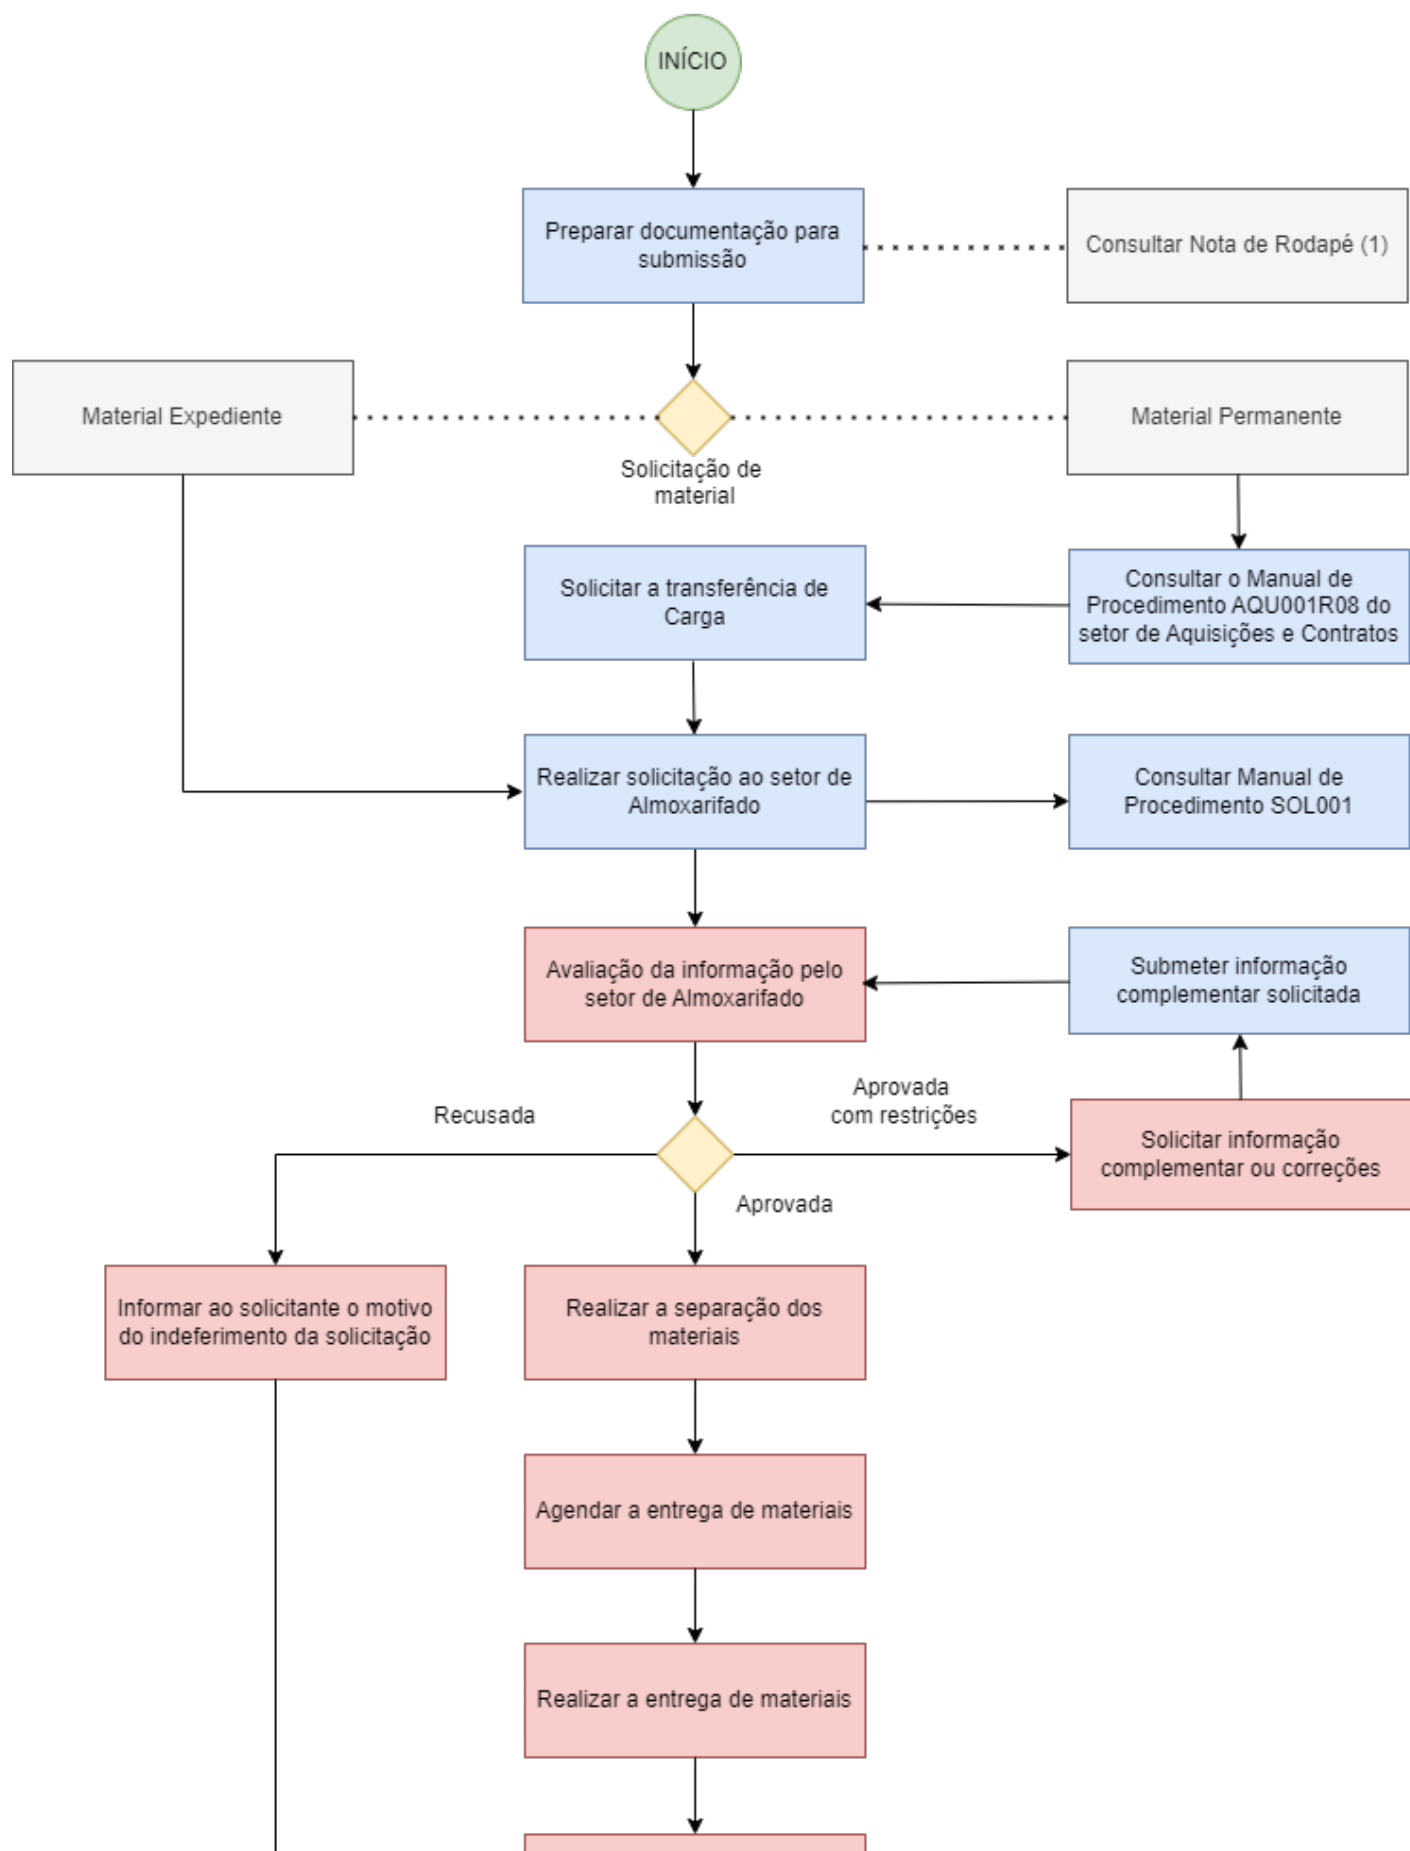 INÍCIO
Preparar documentação para
submissão
Consultar Nota de Rodapé (1)
Material Expediente
Material Permanente
Solicitação de
material
Solicitar a transferência de
Carga
Consultar o Manual de
Procedimento AQU001R08 do
setor de Aquisições e Contratos
Realizar solicitação ao setor de
Almoxarifado
Consultar Manual de
Procedimento SOL001
Avaliação da informação pelo
setor de Almoxarifado
Submeter informação
complementar solicitada
Recusada
Aprovada
com restrições
Solicitar informação
complementar ou correções
Aprovada
Informar ao solicitante o motivo
do indeferimento da solicitação
Realizar a separação dos
materiais
Agendar a entrega de materiais
Realizar a entrega de materiais